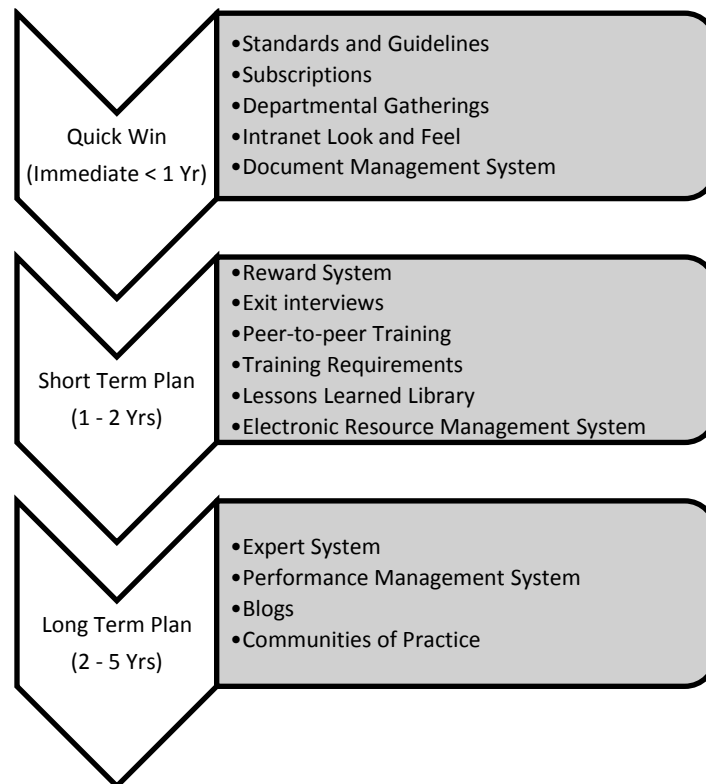 Quick Win
(Immediate < 1 Yr)
•Standards and Guidelines
•Subscriptions
•Departmental Gatherings
•Intranet Look and Feel
•Document Management System
Short Term Plan
(1 - 2 Yrs)
•Reward System
•Exit interviews
•Peer-to-peer Training
•Training Requirements
•Lessons Learned Library
•Electronic Resource Management System
Long Term Plan
(2 - 5 Yrs)
•Expert System
•Performance Management System
•Blogs
•Communities of Practice